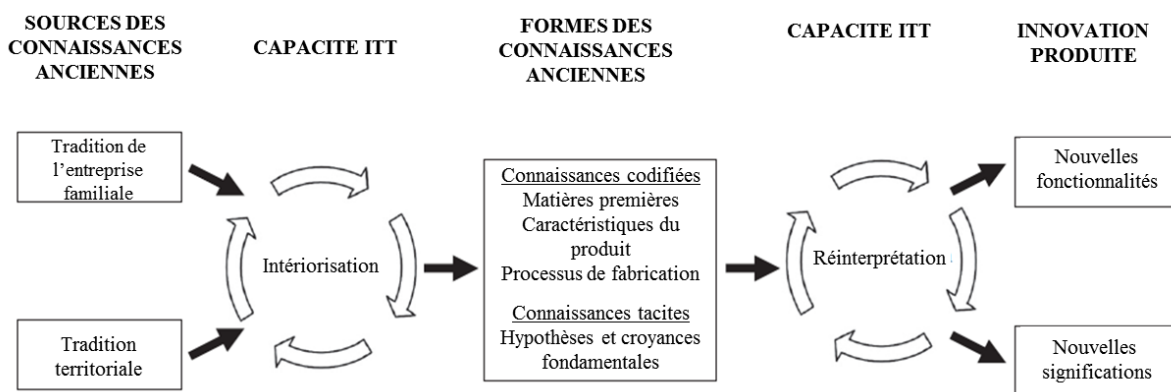 SOURCES DES
CONNAISSANCES
ANCIENNES
CAPACITE ITT
FORMES DES
CONNAISSANCES
ANCIENNES
CAPACITE ITT
INNOVATION
PRODUITE
Tradition de
l’entreprise
familiale
Tradition
territoriale
Intériorisation
Connaissances codifiées
Matières premières
Caractéristiques du
produit
Processus de fabrication
Connaissances tacites
Hypothèses et croyances
fondamentales
Réinterprétation
Nouvelles
fonctionnalités
Nouvelles
significations